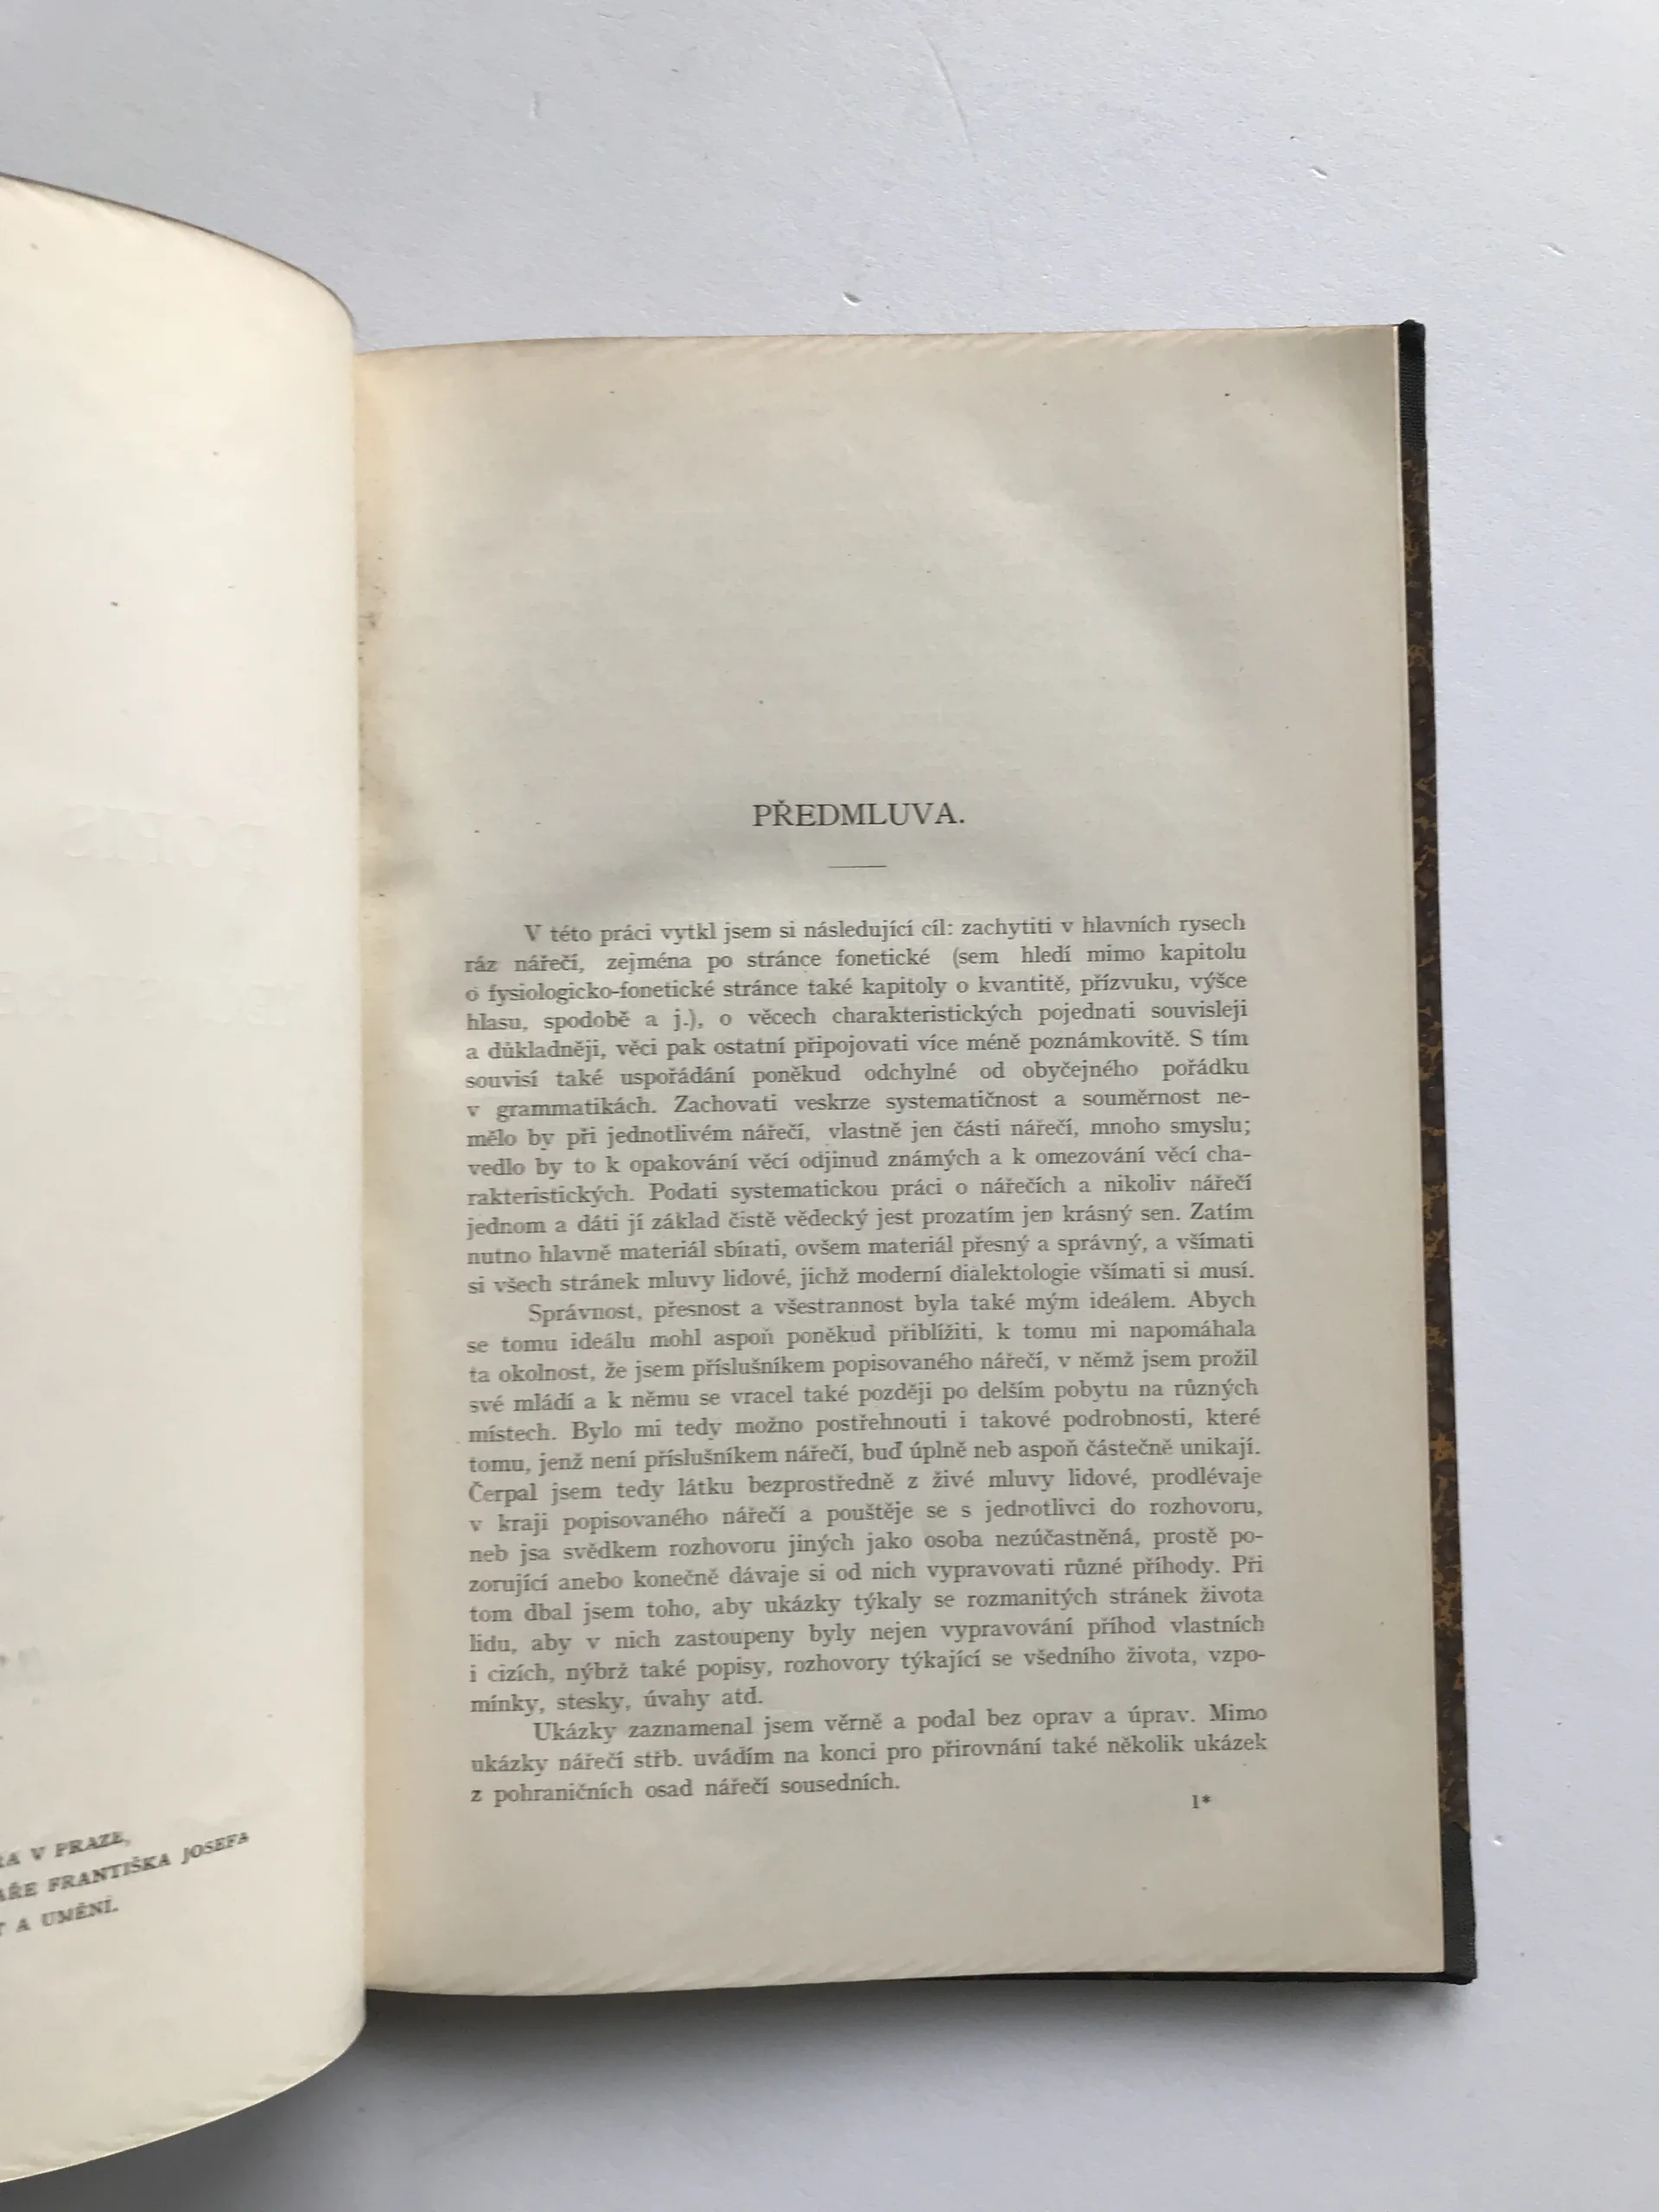 V PRAZE,
FRANTIŠKA JOSEFA
A UMĚNÍ.
PŘEDMLUVA.
V této práci vytkl jsem si následující cíl: zachytiti v hlavních rysech
ráz nářečí, zejména po stránce fonetické (sem hledí mimo kapitolu
o fysiologicko-fonetické stránce také kapitoly o kvantitě, přízvuku, výšce
hlasu, spodobě a j.), o věcech charakteristických pojednati souvisleji
a důkladněji, věci pak ostatní připojovati více méně poznámkovitě. S tím
souvisí také uspořádání poněkud odchylné od obyčejného pořádku
v grammatikách. Zachovati veskrze systematičnost a souměrnost ne-
mělo by při jednotlivém nářečí, vlastně jen části nářečí, mnoho smyslu;
vedlo by to k opakování věcí odjinud známých a k omezování věcí cha-
rakteristických. Podati systematickou práci o nářečích a nikoliv nářečí
jednom a dáti jí základ čistě vědecký jest prozatím jen krásný sen. Zatím
nutno hlavně materiál sbírati, ovšem materiál přesný a správný, a všímati
si všech stránek mluvy lidové, jichž moderní dialektologie všímati si musí.
Správnost, přesnost a všestrannost byla také mým ideálem. Abych
se tomu ideálu mohl aspoň poněkud přiblížiti, k tomu mi napomáhala
ta okolnost, že jsem příslušníkem popisovaného nářečí, v němž jsem prožil
své mládí a k němu se vracel také později po delším pobytu na různých
místech. Bylo mi tedy možno postřehnouti i takové podrobnosti, které
tomu, jenž není příslušníkem nářečí, buď úplně neb aspoň částečně unikají.
Čerpal jsem tedy látku bezprostředně z živé mluvy lidové, prodlévaje
v kraji popisovaného nářečí a pouštěje se s jednotlivci do rozhovoru,
neb jsa svědkem rozhovoru jiných jako osoba nezúčastněná, prostě po-
zorující anebo konečně dávaje si od nich vypravovati různé příhody. Při
tom dbal jsem toho, aby ukázky týkaly se rozmanitých stránek života
lidu, aby v nich zastoupeny byly nejen vypravování příhod vlastních
i cizích, nýbrž také popisy, rozhovory týkající se všedního života, vzpo-
mínky, stesky, úvahy atd.
Ukázky zaznamenal jsem věrně a podal bez oprav a úprav. Mimo
ukázky nářečí střb. uvádím na konci pro přirovnání také několik ukázek
z pohraničních osad nářečí sousedních.
1*